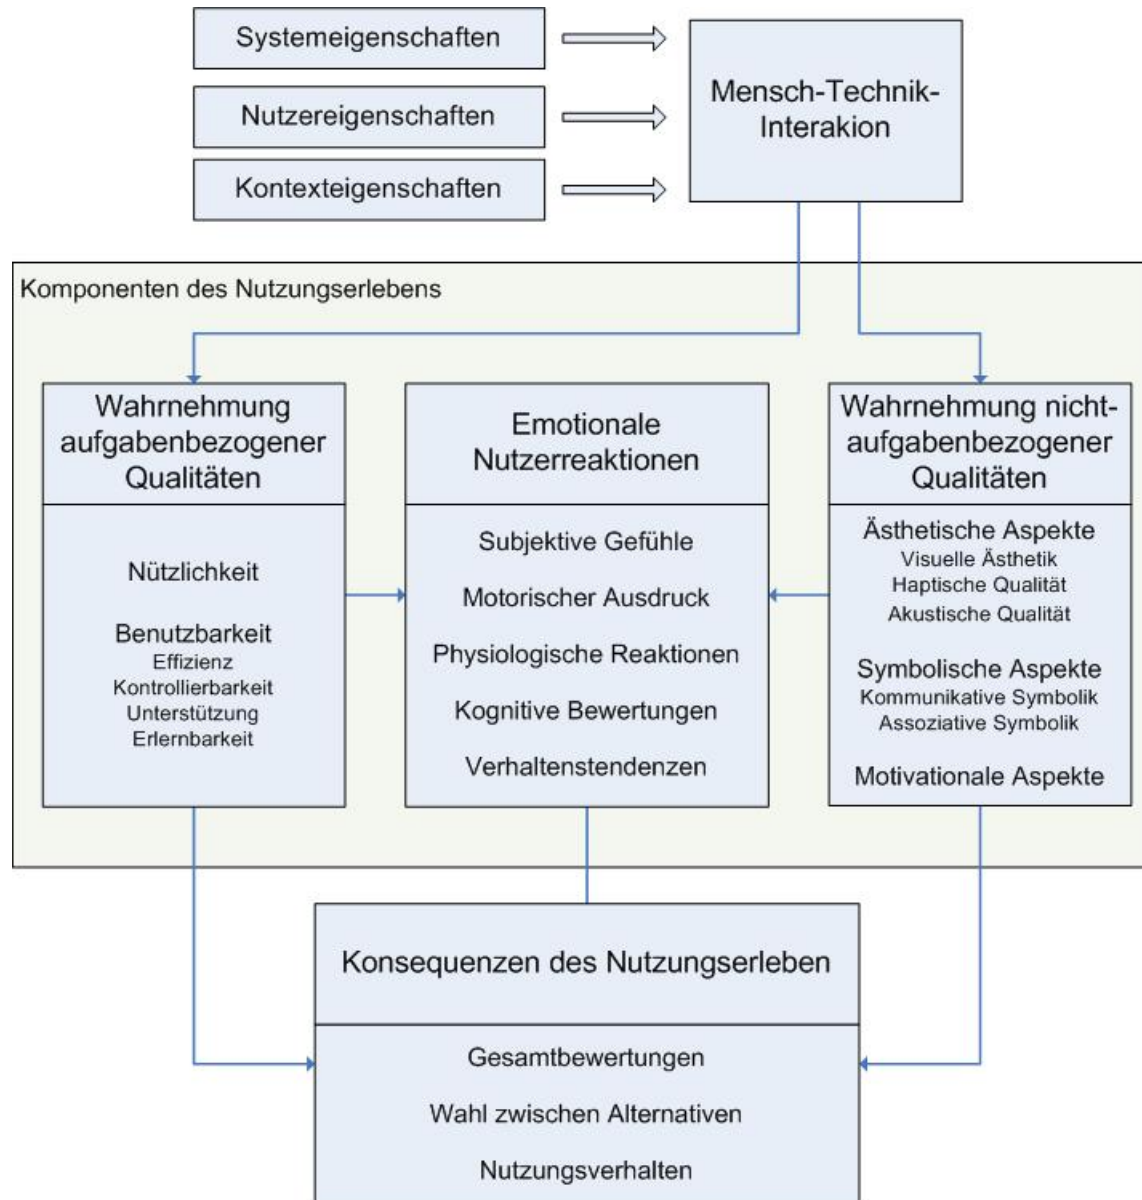 Systemeigenschaften
Nutzereigenschaften
Kontexteigenschaften
Mensch-Technik-
Interakion
Komponenten des Nutzungserlebens
Wahrnehmung
aufgabenbezogener
Qualitäten
Nützlichkeit
Benutzbarkeit
Effizienz
Kontrollierbarkeit
Unterstützung
Erlernbarkeit
Emotionale
Nutzerreaktionen
Subjektive Gefühle
Motorischer Ausdruck
Physiologische Reaktionen
Kognitive Bewertungen
Verhaltenstendenzen
Wahrnehmung nicht-
aufgabenbezogener
Qualitäten
Ästhetische Aspekte
Visuelle Ästhetik
Haptische Qualität
Akustische Qualität
Symbolische Aspekte
Kommunikative Symbolik
Assoziative Symbolik
Motivationale Aspekte
Konsequenzen des Nutzungserleben
Gesamtbewertungen
Wahl zwischen Alternativen
Nutzungsverhalten